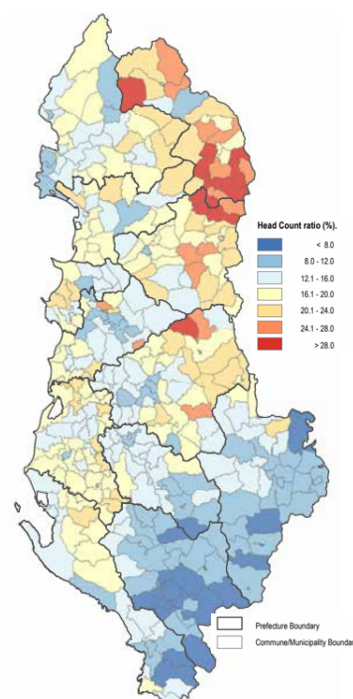 Head Count ratio (%).
< 8.0
8.0 - 12.0
12.1 - 16.0
16.1 - 20.0
20.1 - 24.0
24.1 - 28.0
> 28.0
Prefecture Boundary
Commune/Municipality Boundar